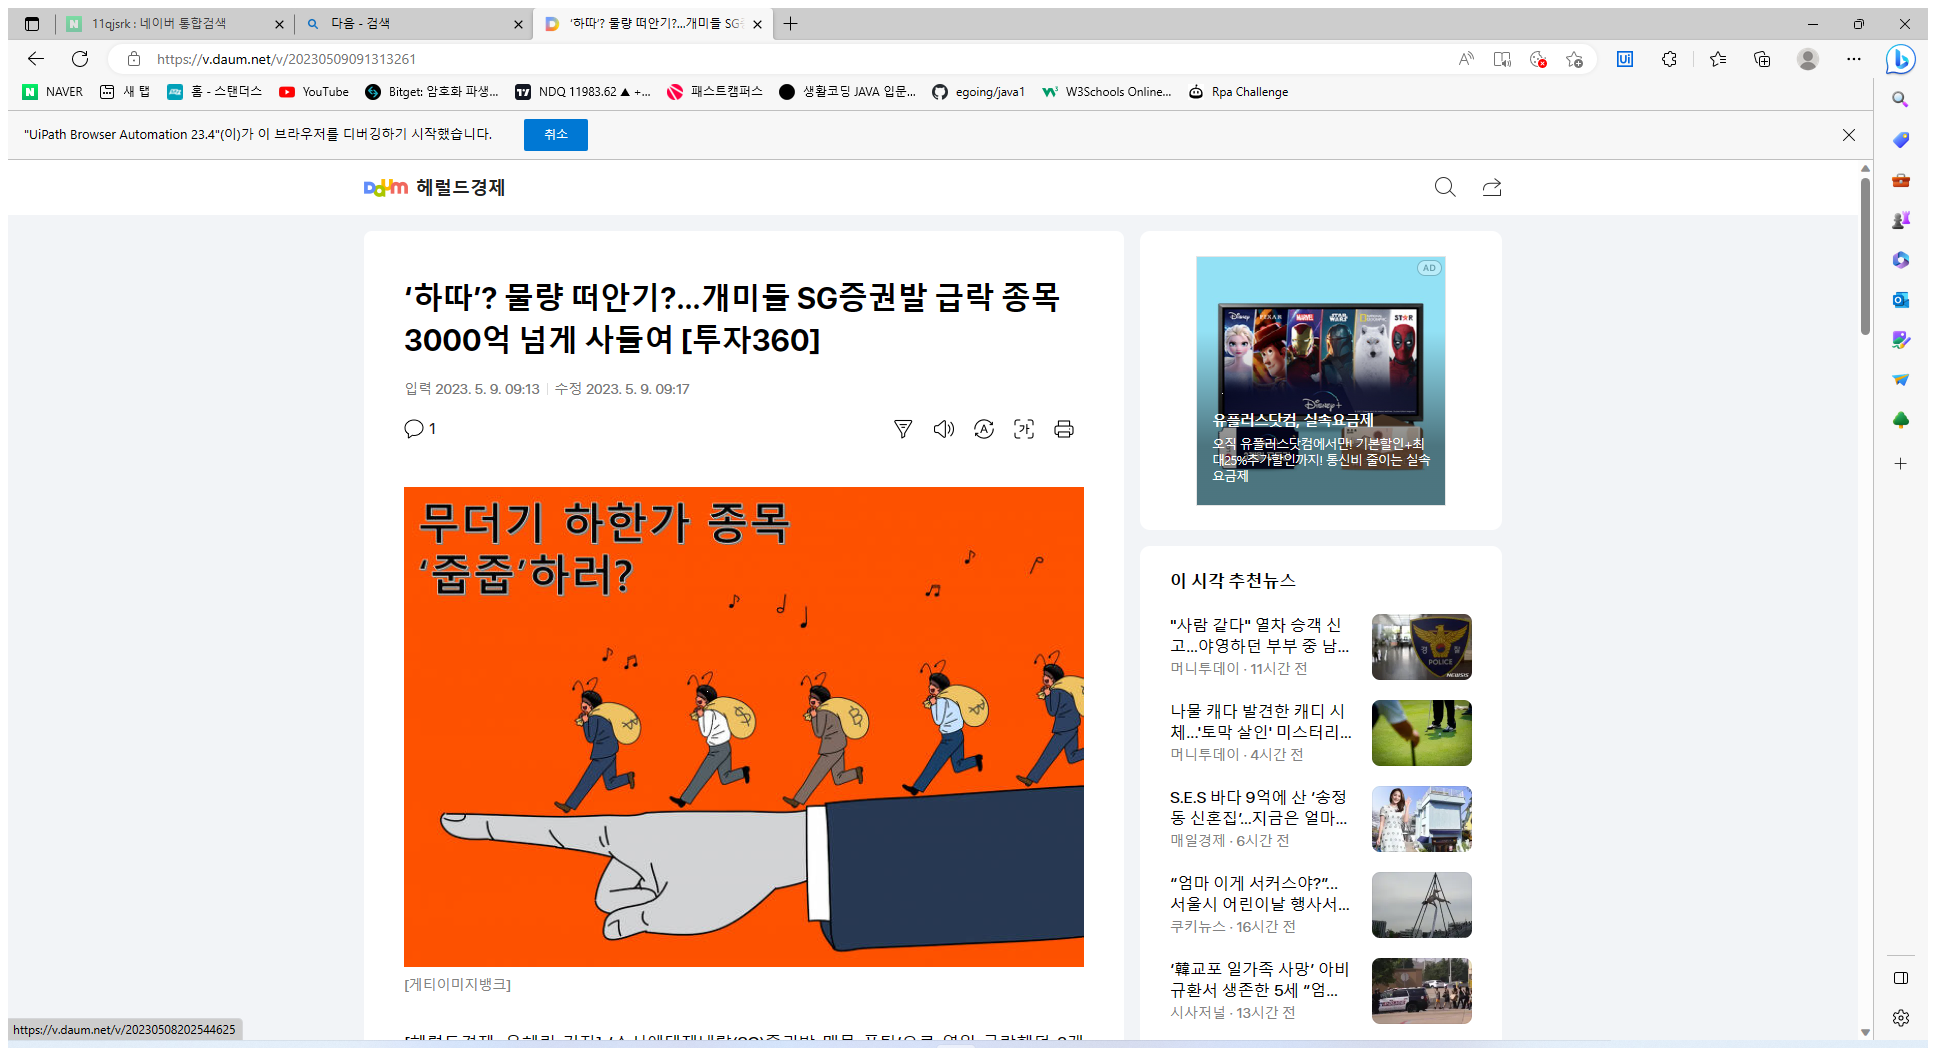 11qjsrk : 네이버 통합검색
다음 - 검색
‘하따’? 물량 떠안기?...개미들 SG
https://v.daum.net/v/20230509091313261
NAVER
새 탭
홈 - 스탠더스
YouTube
Bitget: 암호화 파생...
NDQ 11983.62 ▲ +...
패스트캠퍼스
생활코딩 JAVA 입문...
egoing/java1
W3Schools Online...
Rpa Challenge
"UiPath Browser Automation 23.4"(이)가 이 브라우저를 디버깅하기 시작했습니다.
취소
Daum 헤럴드경제
‘하따’? 물량 떠안기?...개미들 SG증권발 급락 종목
3000억 넘게 사들여 [투자360]
입력 2023. 5. 9. 09:13
수정 2023. 5. 9. 09:17
1
무더기 하한가 종목
‘줍줍’하러?
[게티이미지뱅크]
AD
Disney
PIXAR
MARVEL
STAR WARS
NATIONAL GEOGRAPHIC
STAR
Disney+
유플러스닷컴, 실속요금제
오직 유플러스닷컴에서만! 기본할인+최
대25%추가할인까지! 통신비 줄이는 실속
요금제
이 시각 추천뉴스
"사람 같다" 열차 승객 신
고...야영하던 부부 중 남...
머니투데이 · 11시간 전
경찰
POLICE
NEWSIS
나물 캐다 발견한 캐디 시
체...'토막 살인' 미스터리...
머니투데이 · 4시간 전
S.E.S 바다 9억에 산 ‘송정
동 신혼집’...지금은 얼마...
매일경제 · 6시간 전
“엄마 이게 서커스야?”...
서울시 어린이날 행사서...
쿠키뉴스 · 16시간 전
‘韓교포 일가족 사망’ 아비
규환서 생존한 5세 “엄...
시사저널 · 13시간 전
https://v.daum.net/v/20230508202544625